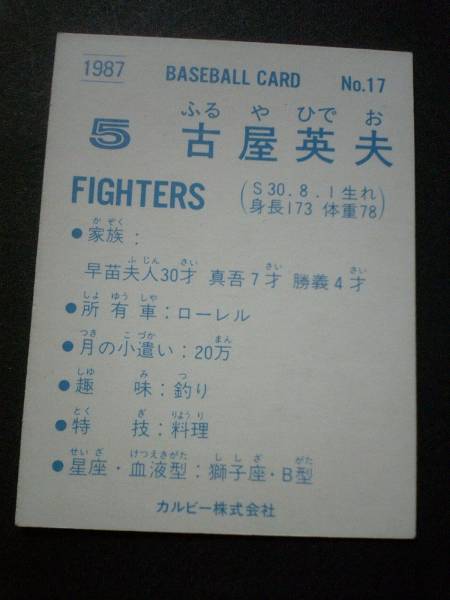 1987 BASEBALL CARD No.17
ふる や ひで お
5 古屋英夫
FIGHTERS (S30.8.1生れ
身長173 体重78)
か ぞく
●家族:
ふ じん さい さい さい
早苗夫人30才 真吾7才 勝義4才
しょ ゆう しゃ
●所有車:ローレル
つき こ づか まん
●月の小遣い:20万
しゅ み つ
●趣 味:釣り
とく ぎ りょう り
●特 技:料理
せい ざ けつえきがた し し ざ がた
●星座・血液型:獅子座・B型
カルビー株式会社